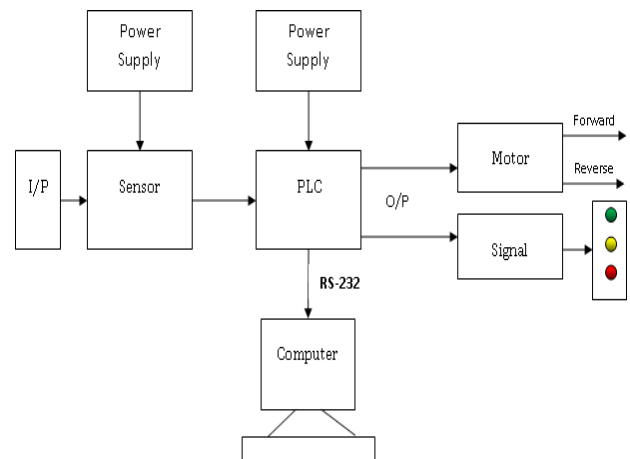 Power
Supply
Power
Supply
I/P
Sensor
PLC
O/P
Motor
Forward
Reverse
Signal
RS-232
Computer